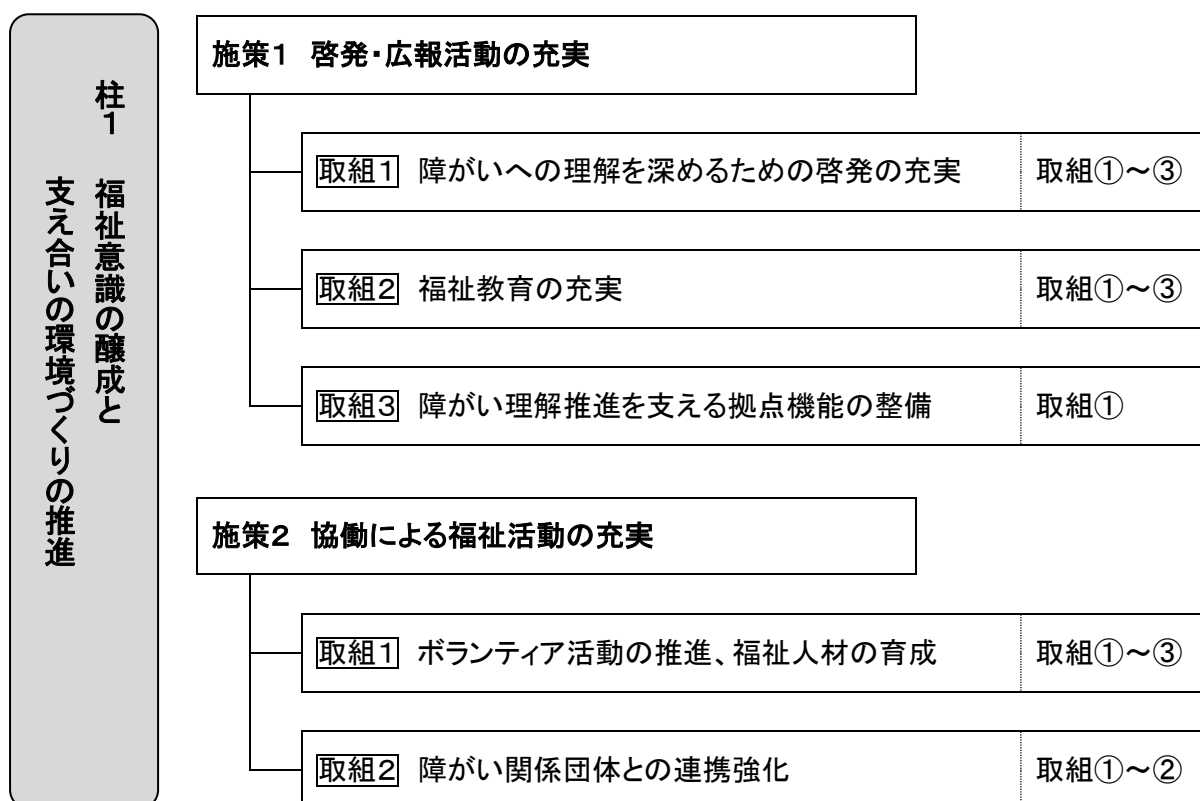 柱1　福祉意識の醸成と
支え合いの環境づくりの推進
施策1　啓発・広報活動の充実
取組1　障がいへの理解を深めるための啓発の充実　取組①～③
取組2　福祉教育の充実　取組①～③
取組3　障がい理解推進を支える拠点機能の整備　取組①
施策2　協働による福祉活動の充実
取組1　ボランティア活動の推進、福祉人材の育成　取組①～③
取組2　障がい関係団体との連携強化　取組①～②